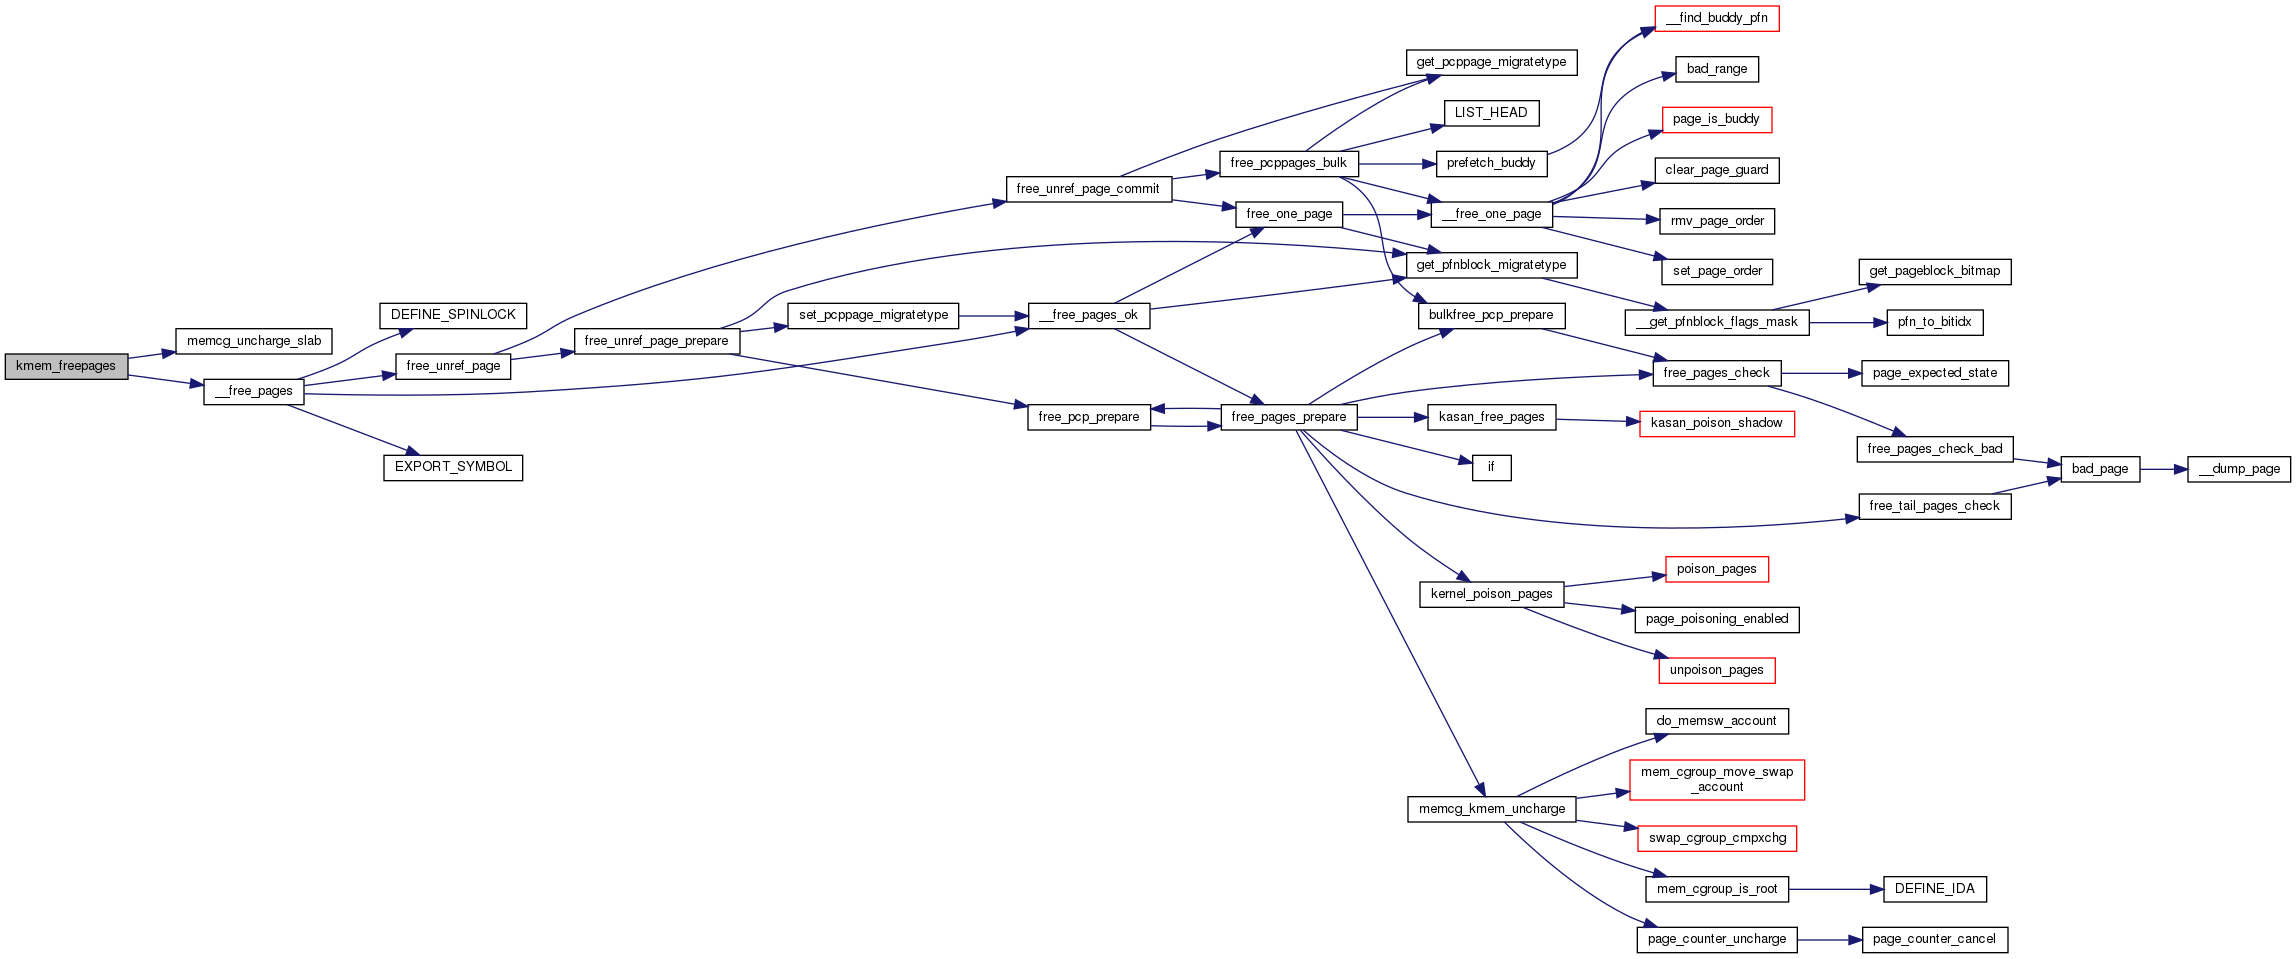 kmem_freepages
memcg_uncharge_slab
__free_pages
DEFINE_SPINLOCK
free_unref_page
EXPORT_SYMBOL
free_unref_page_prepare
set_pcppage_migratetype
free_unref_page_commit
__free_pages_ok
free_pcp_prepare
free_pcppages_bulk
free_one_page
free_pages_prepare
get_pcppage_migratetype
LIST_HEAD
prefetch_buddy
__free_one_page
get_pfnblock_migratetype
bulkfree_pcp_prepare
kasan_free_pages
if
kernel_poison_pages
memcg_kmem_uncharge
__find_buddy_pfn
bad_range
page_is_buddy
clear_page_guard
rmv_page_order
set_page_order
__get_pfnblock_flags_mask
free_pages_check
kasan_poison_shadow
poison_pages
page_poisoning_enabled
unpoison_pages
do_memsw_account
mem_cgroup_move_swap
_account
swap_cgroup_cmpxchg
mem_cgroup_is_root
page_counter_uncharge
get_pageblock_bitmap
pfn_to_bitidx
page_expected_state
free_pages_check_bad
free_tail_pages_check
DEFINE_IDA
page_counter_cancel
bad_page
__dump_page